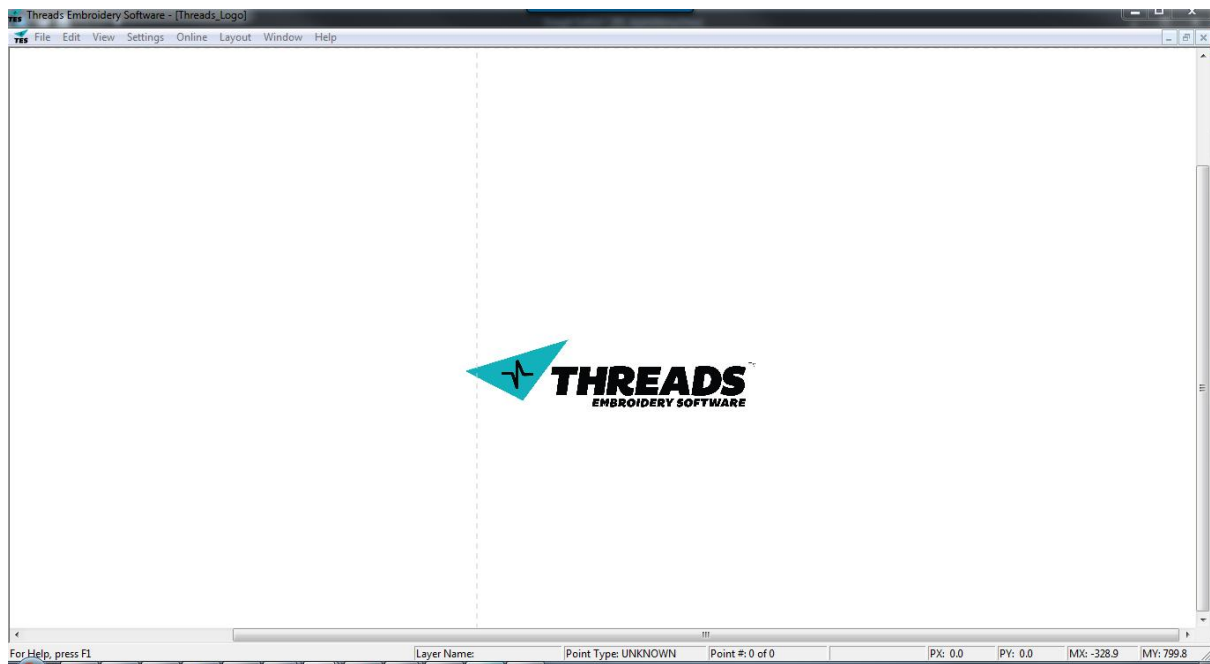 TES Threads Embroidery Software - [Threads_Logo]
TES File Edit View Settings Online Layout Window Help
THREADS
EMBROIDERY SOFTWARE
For Help, press F1 Layer Name: Point Type: UNKNOWN Point #: 0 of 0 PX: 0.0 PY: 0.0 MX: -328.9 MY: 799.8